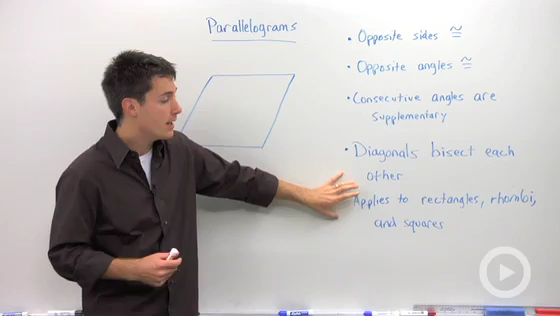 Parallelograms
• Opposite sides ≅
• Opposite angles ≅
• Consecutive angles are
supplementary
• Diagonals bisect each
other
Applies to rectangles, rhombi,
and squares